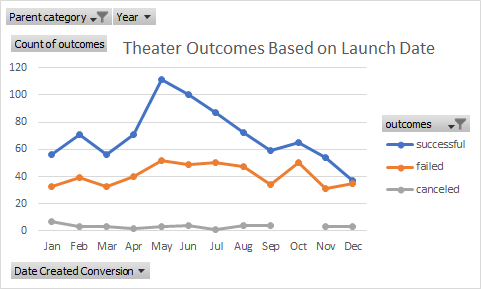 Parent category Year
Count of outcomes
Theater Outcomes Based on Launch Date
120
100
80
60
40
20
0
Jan Feb Mar Apr May Jun Jul Aug Sep Oct Nov Dec
outcomes
successful
failed
canceled
Date Created Conversion